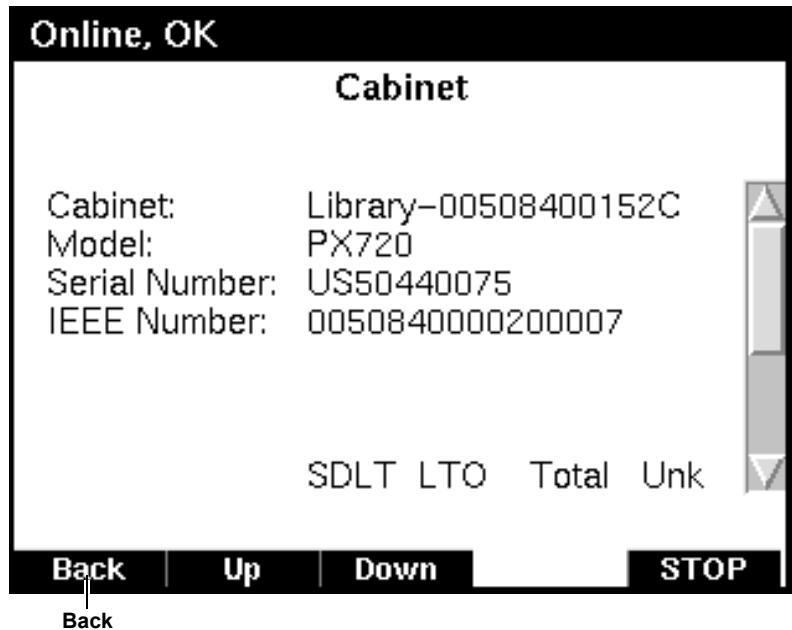 Online, OK
Cabinet
Cabinet: Library-00508400152C
Model: PX720
Serial Number: US50440075
IEEE Number: 0050840000200007
SDLT LTO Total Unk
Back Up Down STOP
Back